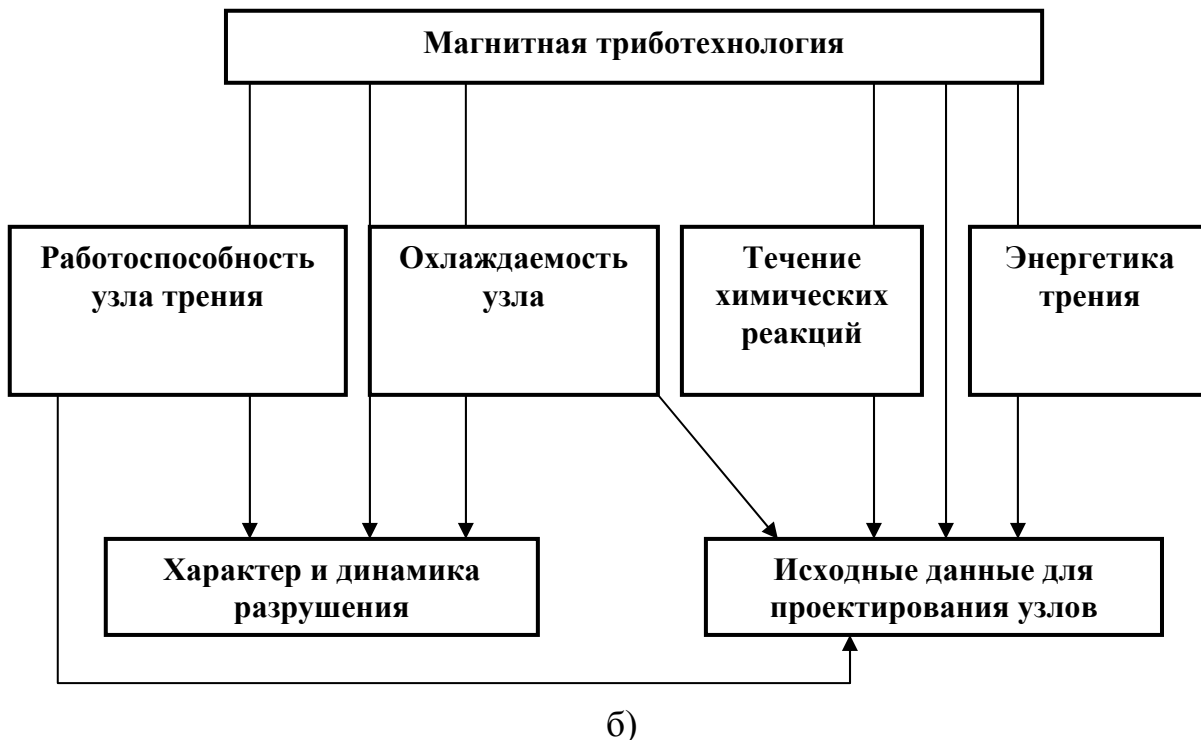 Магнитная триботехнология
Работоспособность
узла трения
Охлаждаемость
узла
Течение
химических
реакций
Энергетика
трения
Характер и динамика
разрушения
Исходные данные для
проектирования узлов
б)